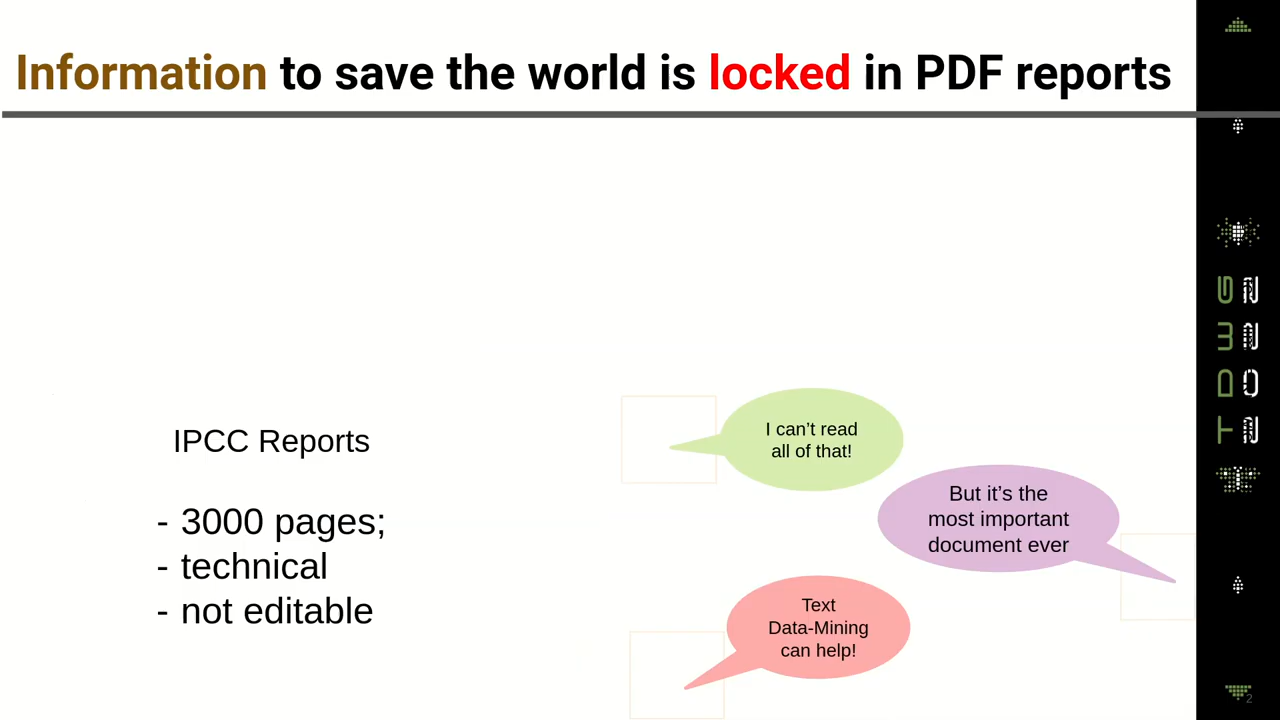 Information to save the world is locked in PDF reports
IPCC Reports
- 3000 pages;
- technical
- not editable
I can’t read
all of that!
But it’s the
most important
document ever
Text
Data-Mining
can help!
2